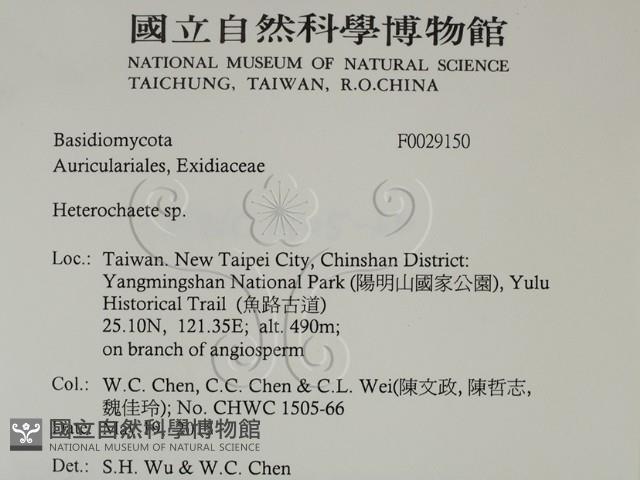 國立自然科學博物館
NATIONAL MUSEUM OF NATURAL SCIENCE
TAICHUNG, TAIWAN, R.O.CHINA
Basidiomycota F0029150
Auriculariales, Exidiaceae
Heterochaete sp.
Loc.: Taiwan. New Taipei City, Chinshan District:
Yangmingshan National Park (陽明山國家公園), Yulu
Historical Trail (魚路古道)
25.10N, 121.35E; alt. 490m;
on branch of angiosperm
Col.: W.C. Chen, C.C. Chen & C.L. Wei(陳文政, 陳哲志,
魏佳玲); No. CHWC 1505-66
國立自然科學博物館
NATIONAL MUSEUM OF NATURAL SCIENCE
Det.: S.H. Wu & W.C. Chen